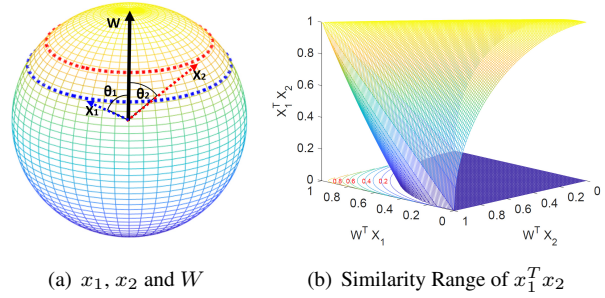 W
X₂
θ₁
θ₂
X₁
1
0.8
0.6
0.4
0.2
0
x₁ᵀ x₂
0.8 0.6 0.4 0.2
1
0.8
0.6
0.4
0.2
0
Wᵀ X₁
1
0.8
0.6
0.4
0.2
0
Wᵀ X₂
(a) x₁, x₂ and W
(b) Similarity Range of x₁ᵀx₂